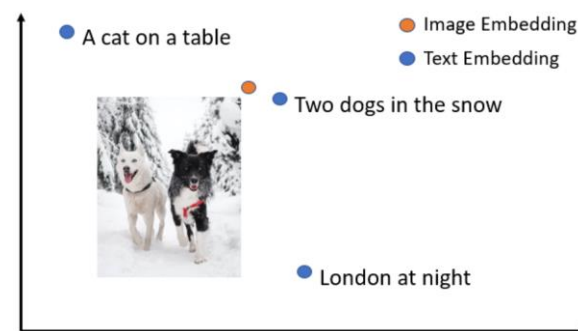 A cat on a table
Image Embedding
Text Embedding
Two dogs in the snow
London at night